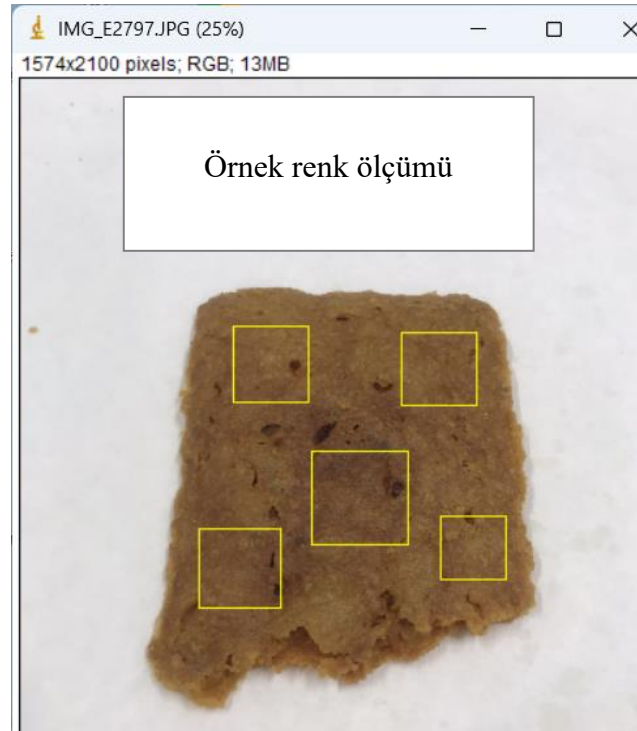 IMG_E2797.JPG (25%)
1574x2100 pixels; RGB; 13MB
Örnek renk ölçümü